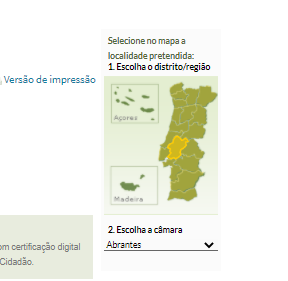 Selecione no mapa a
localidade pretendida:
1. Escolha o distrito/região
Versão de impressão
Açores
Madeira
2. Escolha a câmara
Abrantes
om certificação digital
Cidadão.